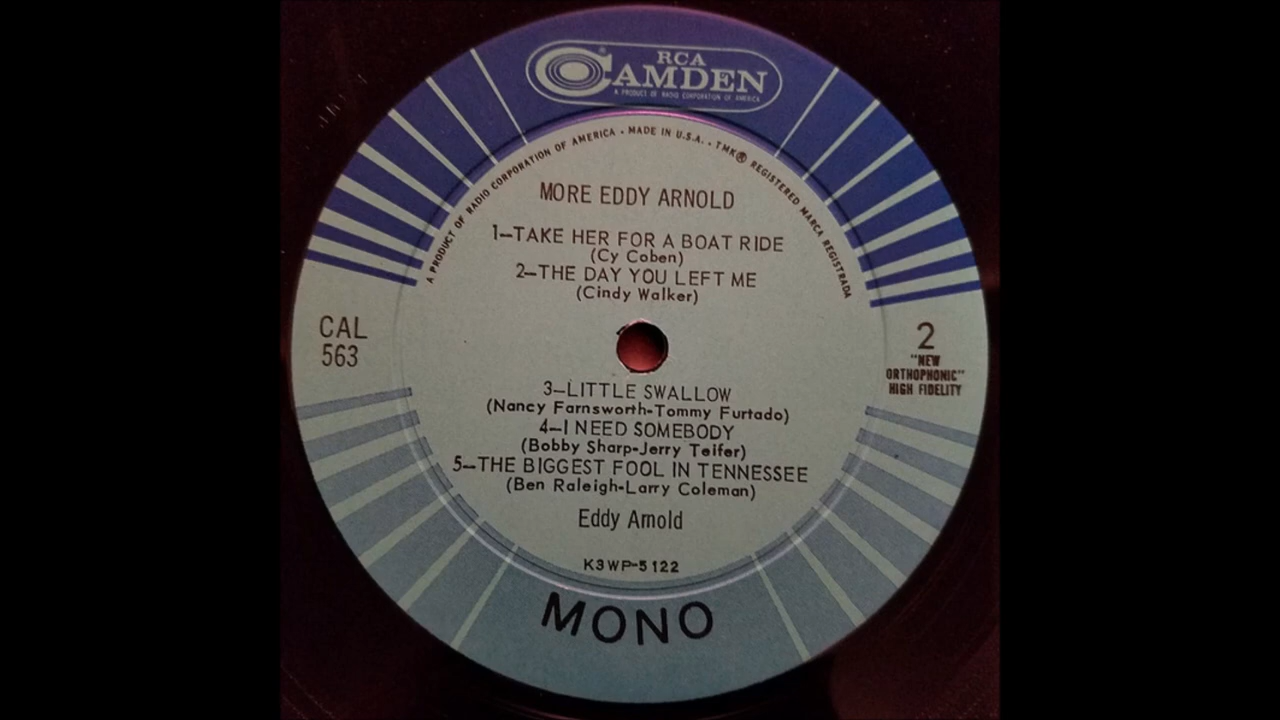 RCA
CAMDEN®
A PRODUCT OF RADIO CORPORATION OF AMERICA
A PRODUCT OF RADIO CORPORATION OF AMERICA • MADE IN U.S.A. • TMK® REGISTERED MARCA REGISTRADA
MORE EDDY ARNOLD
1—TAKE HER FOR A BOAT RIDE
(Cy Coben)
2—THE DAY YOU LEFT ME
(Cindy Walker)
CAL
563
2
"NEW
ORTHOPHONIC"
HIGH FIDELITY
3—LITTLE SWALLOW
(Nancy Farnsworth-Tommy Furtado)
4—I NEED SOMEBODY
(Bobby Sharp-Jerry Teifer)
5—THE BIGGEST FOOL IN TENNESSEE
(Ben Raleigh-Larry Coleman)
Eddy Arnold
K3WP-5122
MONO